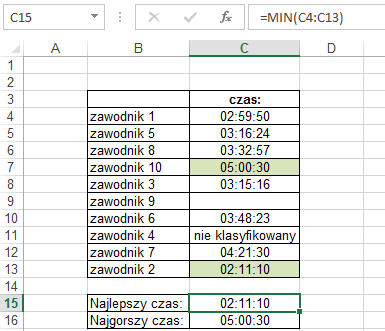 C15 =MIN(C4:C13)
A B C D
1
2
3 czas:
4 zawodnik 1 02:59:50
5 zawodnik 5 03:16:24
6 zawodnik 8 03:32:57
7 zawodnik 10 05:00:30
8 zawodnik 3 03:15:16
9 zawodnik 9
10 zawodnik 6 03:48:23
11 zawodnik 4 nie klasyfikowany
12 zawodnik 7 04:21:30
13 zawodnik 2 02:11:10
14
15 Najlepszy czas: 02:11:10
16 Najgorszy czas: 05:00:30